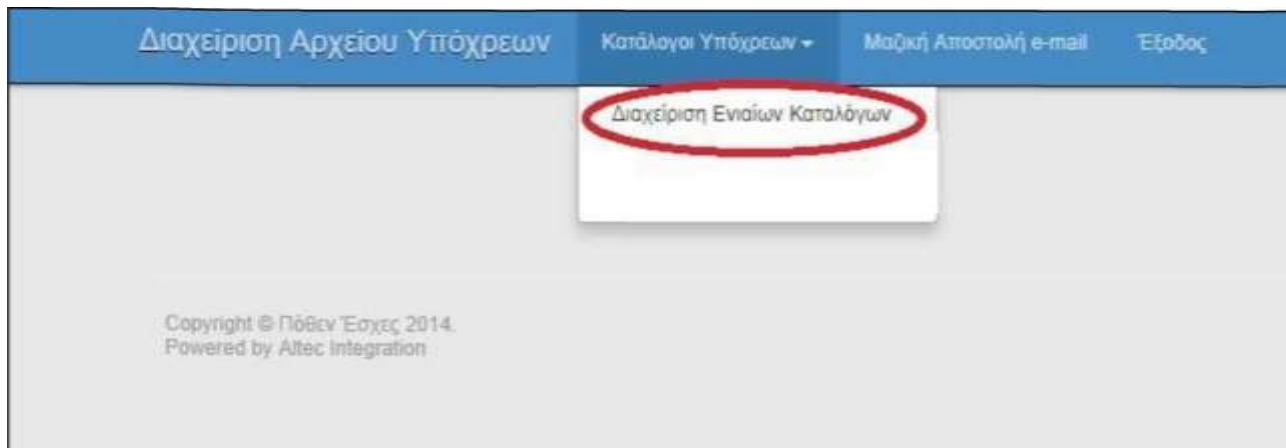 Διαχείριση Αρχείου Υπόχρεων Κατάλογοι Υπόχρεων Μαζική Αποστολή e-mail Έξοδος
Διαχείριση Ενιαίων Καταλόγων
Copyright © Πόθεν Έσχες 2014.
Powered by Altec Integration